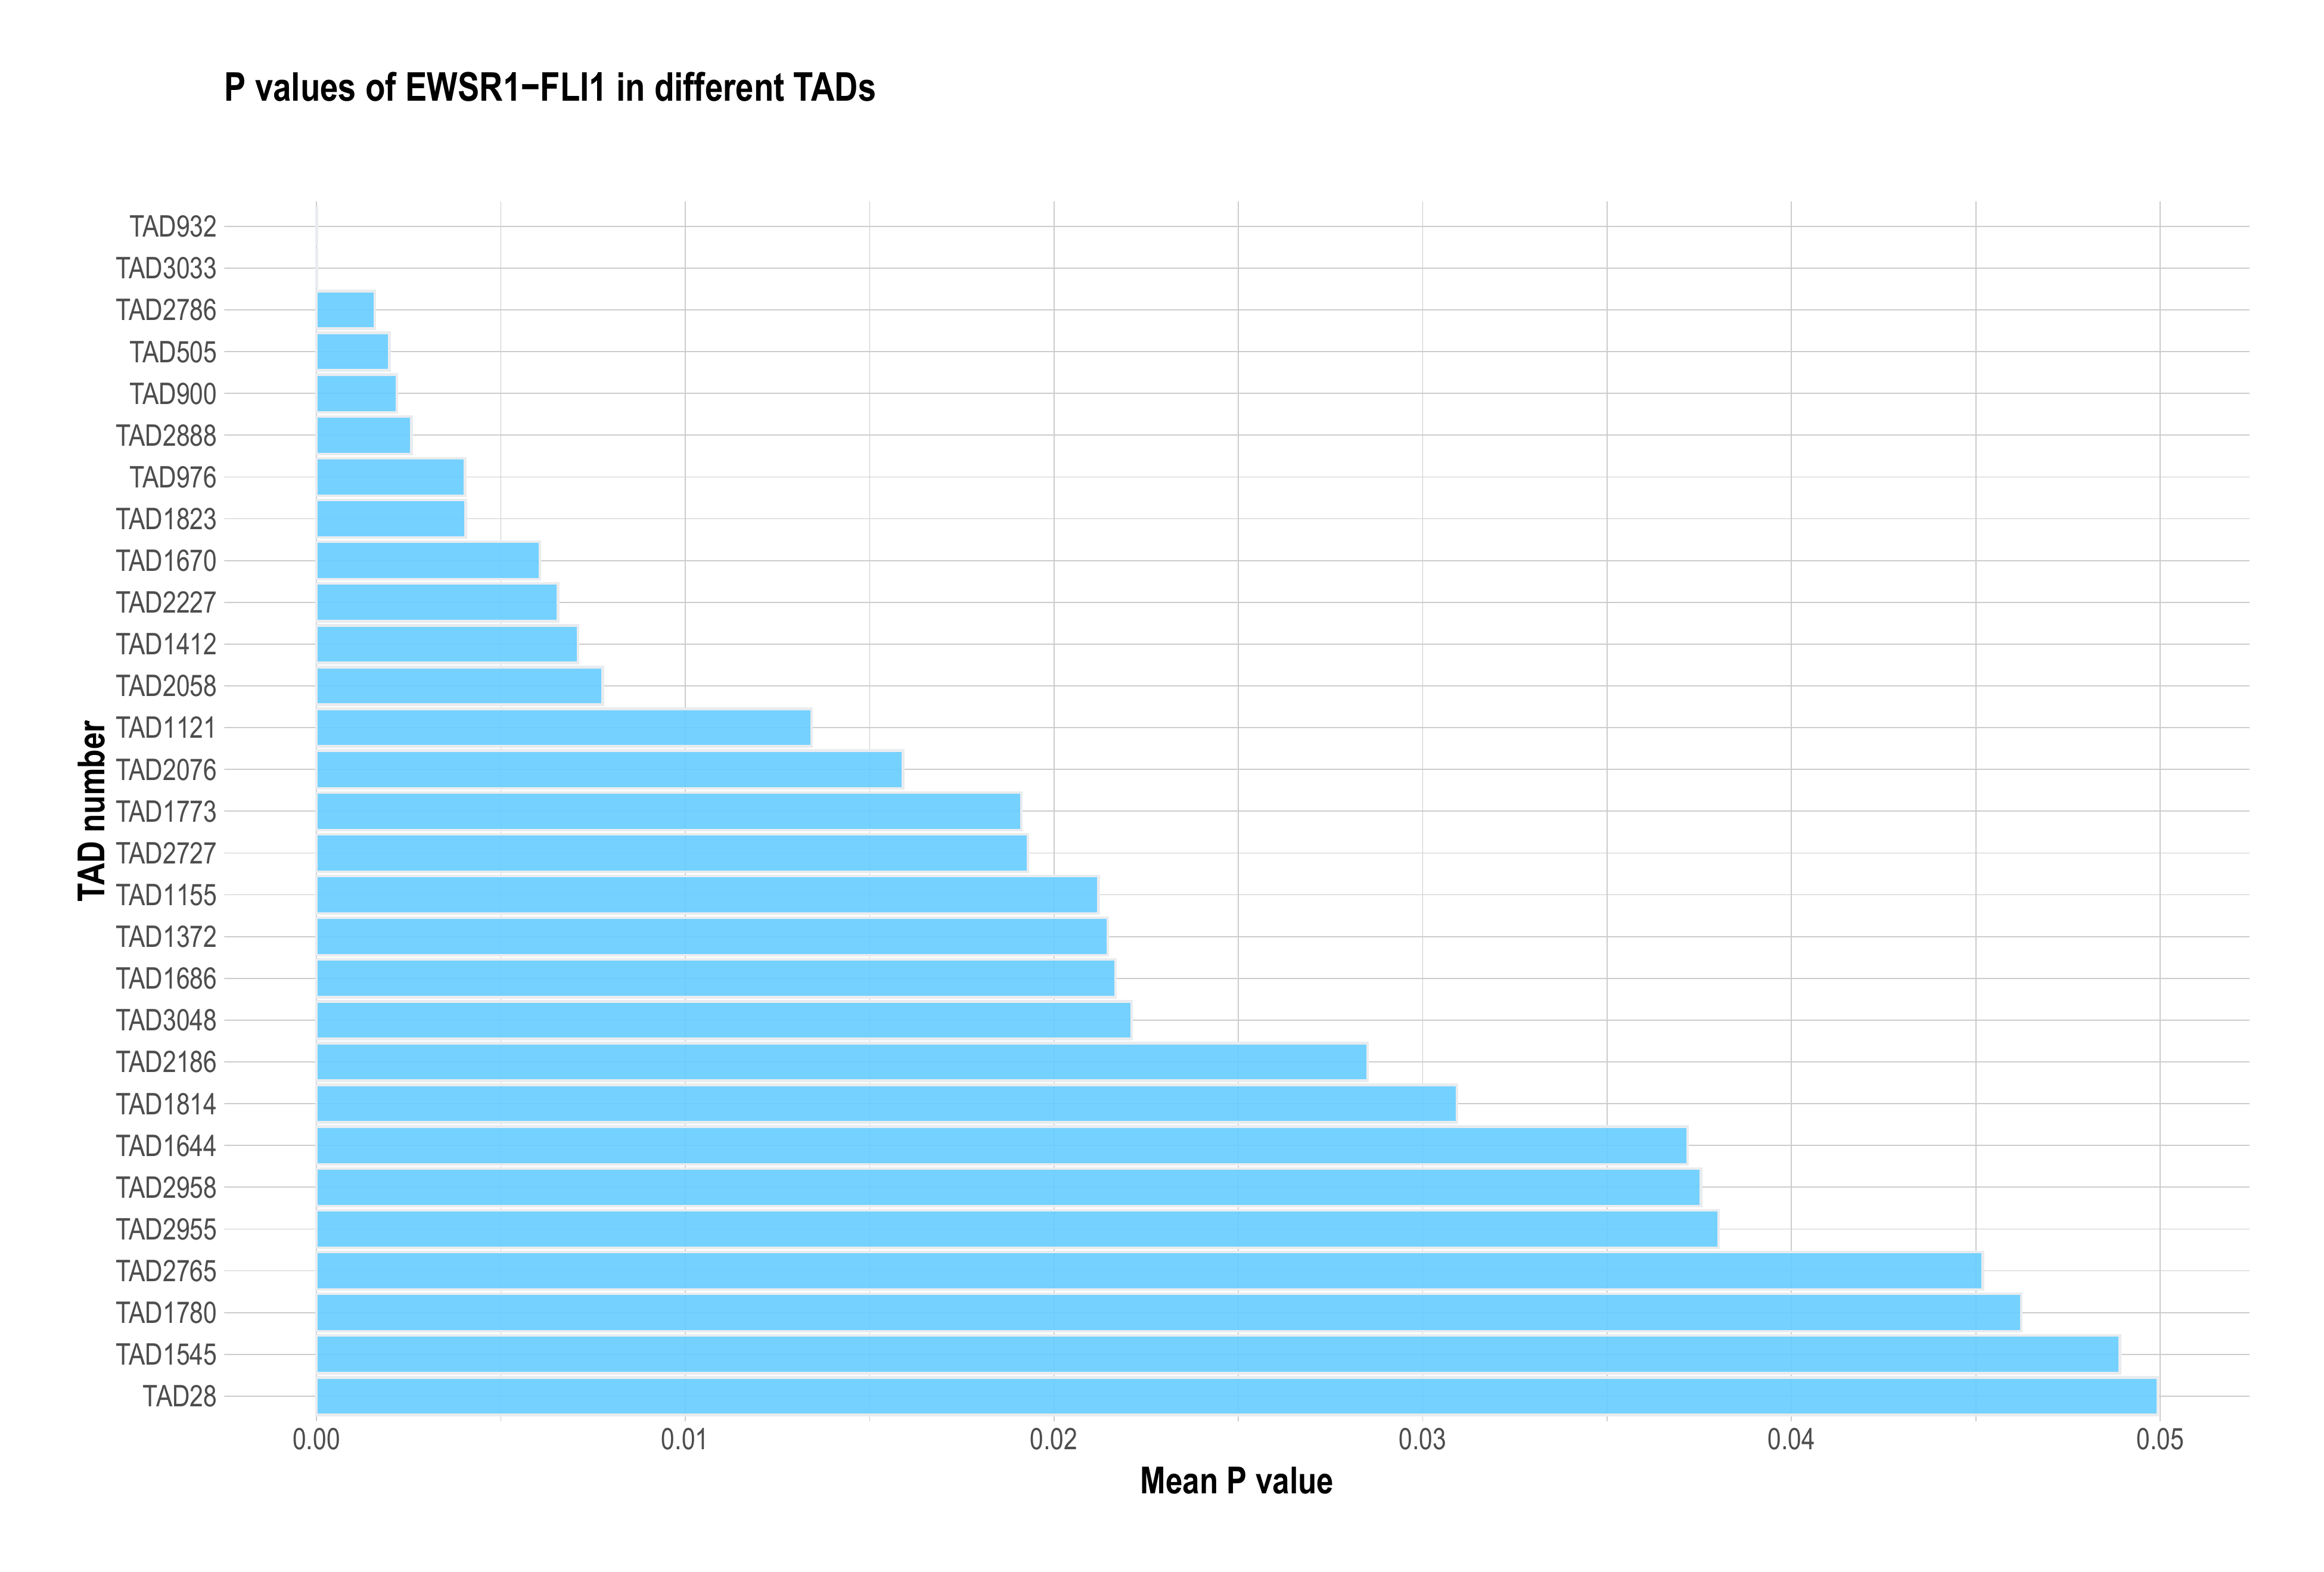 P values of EWSR1−FLI1 in different TADs
TAD932
TAD3033
TAD2786
TAD505
TAD900
TAD2888
TAD976
TAD1823
TAD1670
TAD2227
TAD1412
TAD2058
TAD1121
TAD2076
TAD1773
TAD2727
TAD1155
TAD1372
TAD1686
TAD3048
TAD2186
TAD1814
TAD1644
TAD2958
TAD2955
TAD2765
TAD1780
TAD1545
TAD28
TAD number
0.00 0.01 0.02 0.03 0.04 0.05
Mean P value